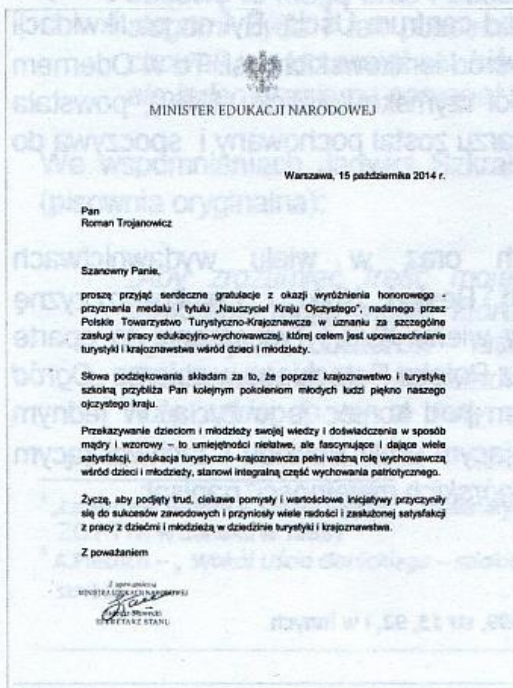 MINISTER EDUKACJI NARODOWEJ
Warszawa, 15 października 2014 r.
Pan
Roman Trojanowicz
Szanowny Panie,
proszę przyjąć serdeczne gratulacje z okazji wyróżnienia honorowego -
przyznania medalu i tytułu „Nauczyciel Kraju Ojczystego”, nadanego przez
Polskie Towarzystwo Turystyczno-Krajoznawcze w uznaniu za szczególne
zasługi w pracy edukacyjno-wychowawczej, której celem jest upowszechnianie
turystyki i krajoznawstwa wśród dzieci i młodzieży.
Słowa podziękowania składam za to, że poprzez krajoznawstwo i turystykę
szkolną przybliża Pan kolejnym pokoleniom młodych ludzi piękno naszego
ojczystego kraju.
Przekazywanie dzieciom i młodzieży swojej wiedzy i doświadczenia w sposób
mądry i wzorowy – to umiejętności niełatwe, ale fascynujące i dające wiele
satysfakcji, edukacja turystyczno-krajoznawcza pełni ważną rolę wychowawczą
wśród dzieci i młodzieży, stanowi integralną część wychowania patriotycznego.
Życzę, aby podjęty trud, ciekawe pomysły i wartościowe inicjatywy przyczyniły
się do sukcesów zawodowych i przyniosły wiele radości i zasłużonej satysfakcji
z pracy z dziećmi i młodzieżą w dziedzinie turystyki i krajoznawstwa.
Z poważaniem
Z upoważnienia
MINISTRA EDUKACJI NARODOWEJ
SEKRETARZ STANU